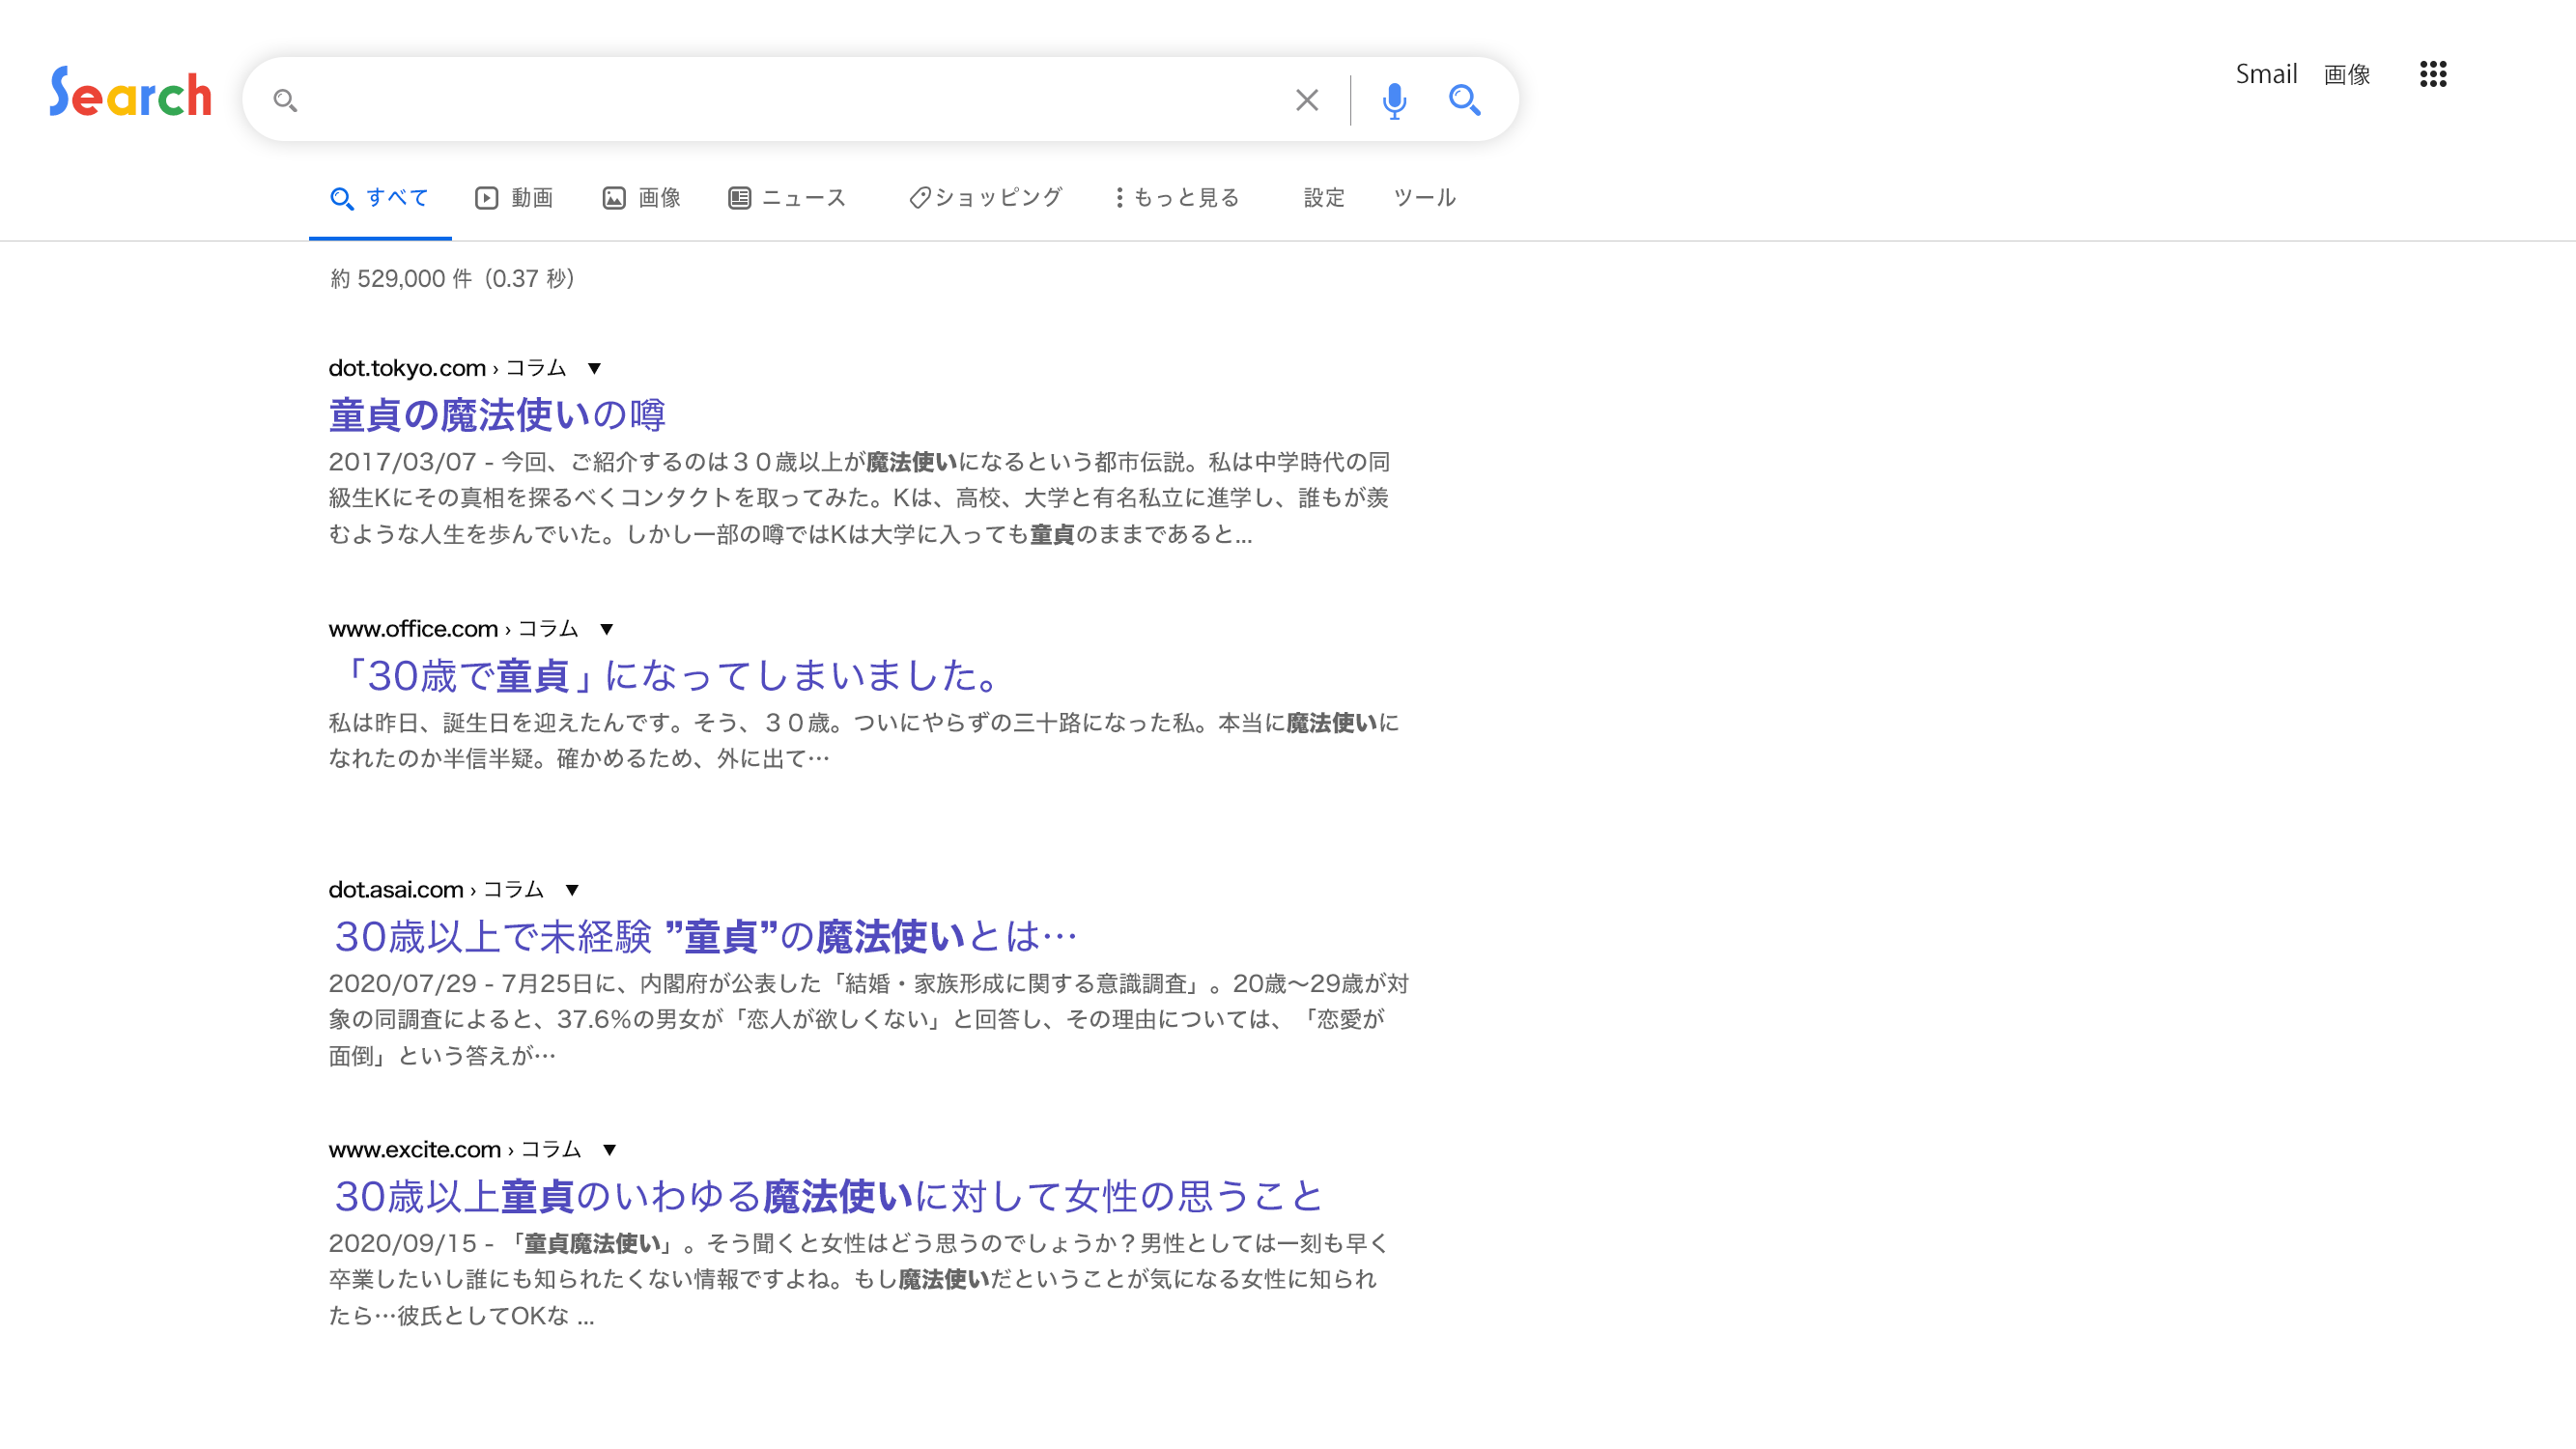 Search
Smail 画像
すべて 動画 画像 ニュース ショッピング もっと見る 設定 ツール
約 529,000 件（0.37 秒）
dot.tokyo.com › コラム ▼
童貞の魔法使いの噂
2017/03/07 - 今回、ご紹介するのは３０歳以上が魔法使いになるという都市伝説。私は中学時代の同
級生Kにその真相を探るべくコンタクトを取ってみた。Kは、高校、大学と有名私立に進学し、誰もが羨
むような人生を歩んでいた。しかし一部の噂ではKは大学に入っても童貞のままであると...
www.office.com › コラム ▼
「30歳で童貞」になってしまいました。
私は昨日、誕生日を迎えたんです。そう、３０歳。ついにやらずの三十路になった私。本当に魔法使いに
なれたのか半信半疑。確かめるため、外に出て…
dot.asai.com › コラム ▼
30歳以上で未経験 ”童貞”の魔法使いとは…
2020/07/29 - 7月25日に、内閣府が公表した「結婚・家族形成に関する意識調査」。20歳〜29歳が対
象の同調査によると、37.6%の男女が「恋人が欲しくない」と回答し、その理由については、「恋愛が
面倒」という答えが…
www.excite.com › コラム ▼
30歳以上童貞のいわゆる魔法使いに対して女性の思うこと
2020/09/15 - 「童貞魔法使い」。そう聞くと女性はどう思うのでしょうか？男性としては一刻も早く
卒業したいし誰にも知られたくない情報ですよね。もし魔法使いだということが気になる女性に知られ
たら…彼氏としてOKな ...